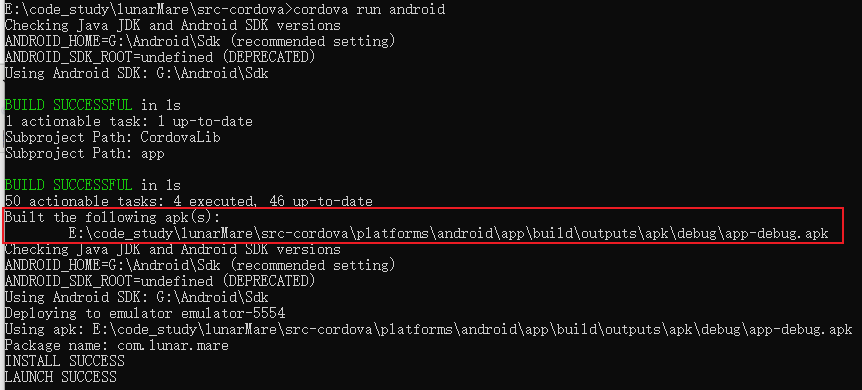 E:\code_study\lunarMare\src-cordova>cordova run android
Checking Java JDK and Android SDK versions
ANDROID_HOME=G:\Android\Sdk (recommended setting)
ANDROID_SDK_ROOT=undefined (DEPRECATED)
Using Android SDK: G:\Android\Sdk
BUILD SUCCESSFUL in 1s
1 actionable task: 1 up-to-date
Subproject Path: CordovaLib
Subproject Path: app
BUILD SUCCESSFUL in 1s
50 actionable tasks: 4 executed, 46 up-to-date
Built the following apk(s):
E:\code_study\lunarMare\src-cordova\platforms\android\app\build\outputs\apk\debug\app-debug.apk
Checking Java JDK and Android SDK versions
ANDROID_HOME=G:\Android\Sdk (recommended setting)
ANDROID_SDK_ROOT=undefined (DEPRECATED)
Using Android SDK: G:\Android\Sdk
Deploying to emulator emulator-5554
Using apk: E:\code_study\lunarMare\src-cordova\platforms\android\app\build\outputs\apk\debug\app-debug.apk
Package name: com.lunar.mare
INSTALL SUCCESS
LAUNCH SUCCESS